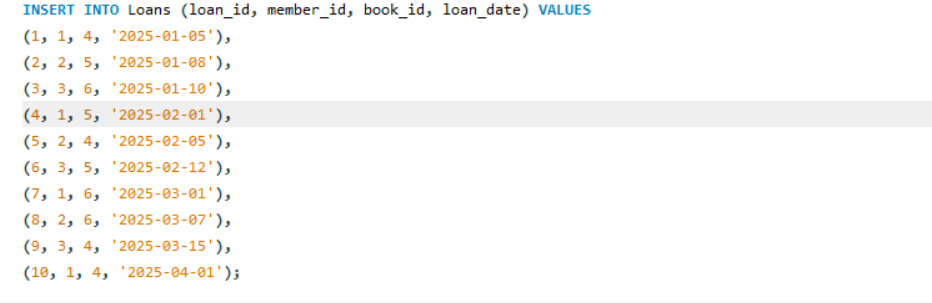 INSERT INTO Loans (loan_id, member_id, book_id, loan_date) VALUES
(1, 1, 4, '2025-01-05'),
(2, 2, 5, '2025-01-08'),
(3, 3, 6, '2025-01-10'),
(4, 1, 5, '2025-02-01'),
(5, 2, 4, '2025-02-05'),
(6, 3, 5, '2025-02-12'),
(7, 1, 6, '2025-03-01'),
(8, 2, 6, '2025-03-07'),
(9, 3, 4, '2025-03-15'),
(10, 1, 4, '2025-04-01');